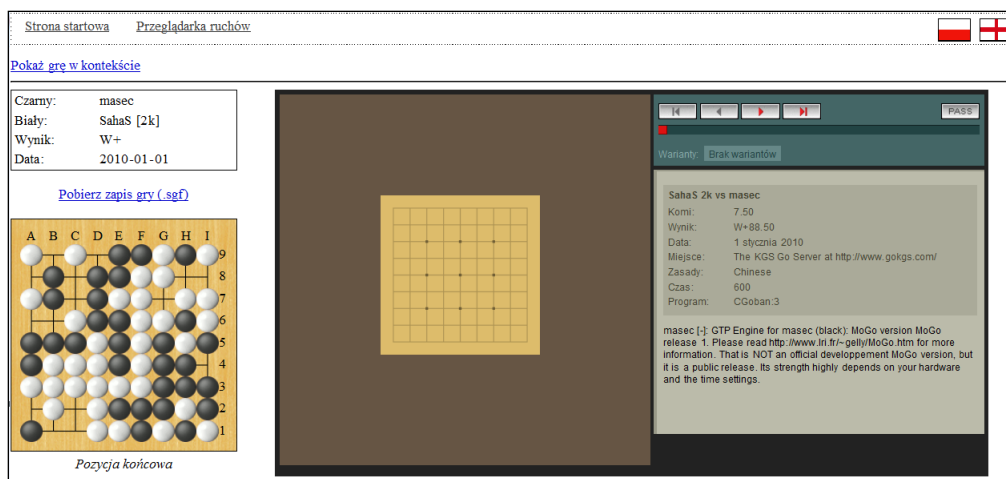 Strona startowa Przeglądarka ruchów
Pokaż grę w kontekście
Czarny: masec
Biały: SahaS [2k]
Wynik: W+
Data: 2010-01-01
Pobierz zapis gry (.sgf)
A B C D E F G H I
9
8
7
6
5
4
3
2
1
Pozycja końcowa
PASS
Warianty: Brak wariantów
SahaS 2k vs masec
Komi: 7.50
Wynik: W+88.50
Data: 1 stycznia 2010
Miejsce: The KGS Go Server at http://www.gokgs.com/
Zasady: Chinese
Czas: 600
Program: CGoban:3
masec [-]: GTP Engine for masec (black): MoGo version MoGo
release 1. Please read http://www.lri.fr/~gelly/MoGo.htm for more
information. That is NOT an official developpement MoGo version, but
it is a public release. Its strength highly depends on your hardware
and the time settings.